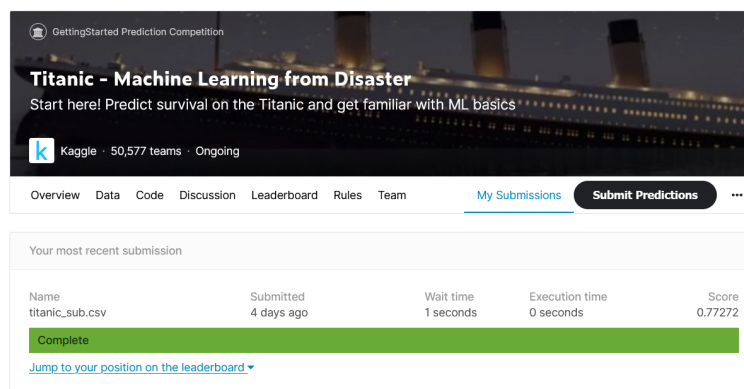 GettingStarted Prediction Competition
Titanic - Machine Learning from Disaster
Start here! Predict survival on the Titanic and get familiar with ML basics
k Kaggle · 50,577 teams · Ongoing
Overview Data Code Discussion Leaderboard Rules Team My Submissions Submit Predictions ...
Your most recent submission
Name Submitted Wait time Execution time Score
titanic_sub.csv 4 days ago 1 seconds 0 seconds 0.77272
Complete
Jump to your position on the leaderboard